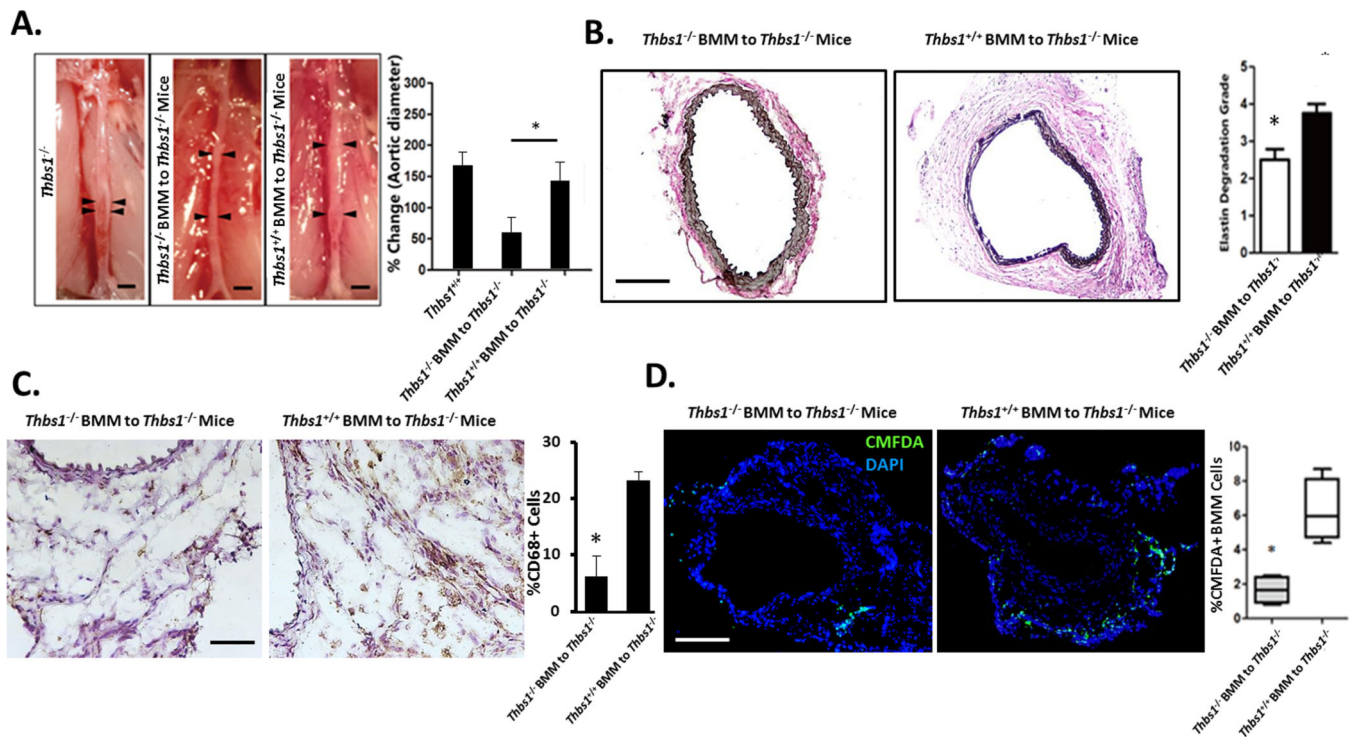 A.
Thbs1-/-
Thbs1-/- BMM to Thbs1-/- Mice
Thbs1+/+ BMM to Thbs1-/- Mice
% Change (Aortic diameter)
300
250
200
150
100
50
0
*
Thbs1+/+
Thbs1-/- BMM to Thbs1-/-
Thbs1+/+ BMM to Thbs1-/-
B.
Thbs1-/- BMM to Thbs1-/- Mice
Thbs1+/+ BMM to Thbs1-/- Mice
Elastin Degradation Grade
5
4
3
2
1
0
*
*
Thbs1-/- BMM to Thbs1-/-
Thbs1+/+ BMM to Thbs1-/-
C.
Thbs1-/- BMM to Thbs1-/- Mice
Thbs1+/+ BMM to Thbs1-/- Mice
%CD68+ Cells
30
20
10
0
*
Thbs1-/- BMM to Thbs1-/-
Thbs1+/+ BMM to Thbs1-/-
D.
Thbs1-/- BMM to Thbs1-/- Mice
Thbs1+/+ BMM to Thbs1-/- Mice
CMFDA
DAPI
%CMFDA+ BMM Cells
10
8
6
4
2
0
*
Thbs1-/- BMM to Thbs1-/-
Thbs1+/+ BMM to Thbs1-/-